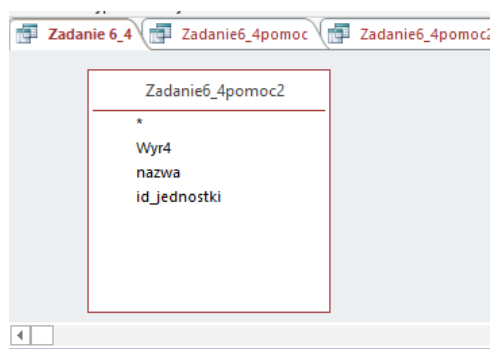 Zadanie 6_4 Zadanie6_4pomoc Zadanie6_4pomoc2
Zadanie6_4pomoc2
*
Wyr4
nazwa
id_jednostki